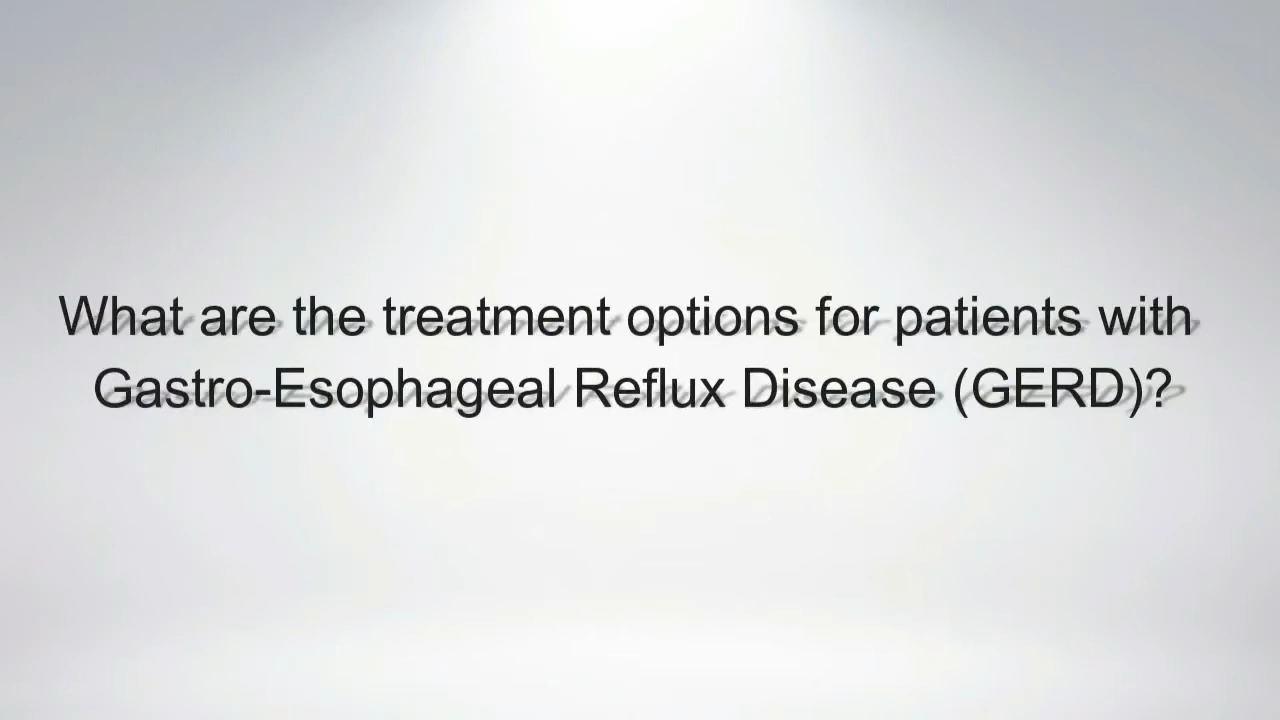 What are the treatment options for patients with
Gastro-Esophageal Reflux Disease (GERD)?